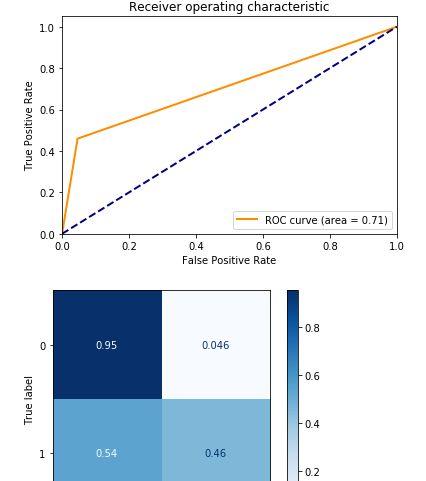 Receiver operating characteristic
1.0
0.8
0.6
0.4
0.2
0.0
True Positive Rate
ROC curve (area = 0.71)
0.0 0.2 0.4 0.6 0.8 1.0
False Positive Rate
True label
0
0.95 0.046
1
0.54 0.46
0.8
0.6
0.4
0.2